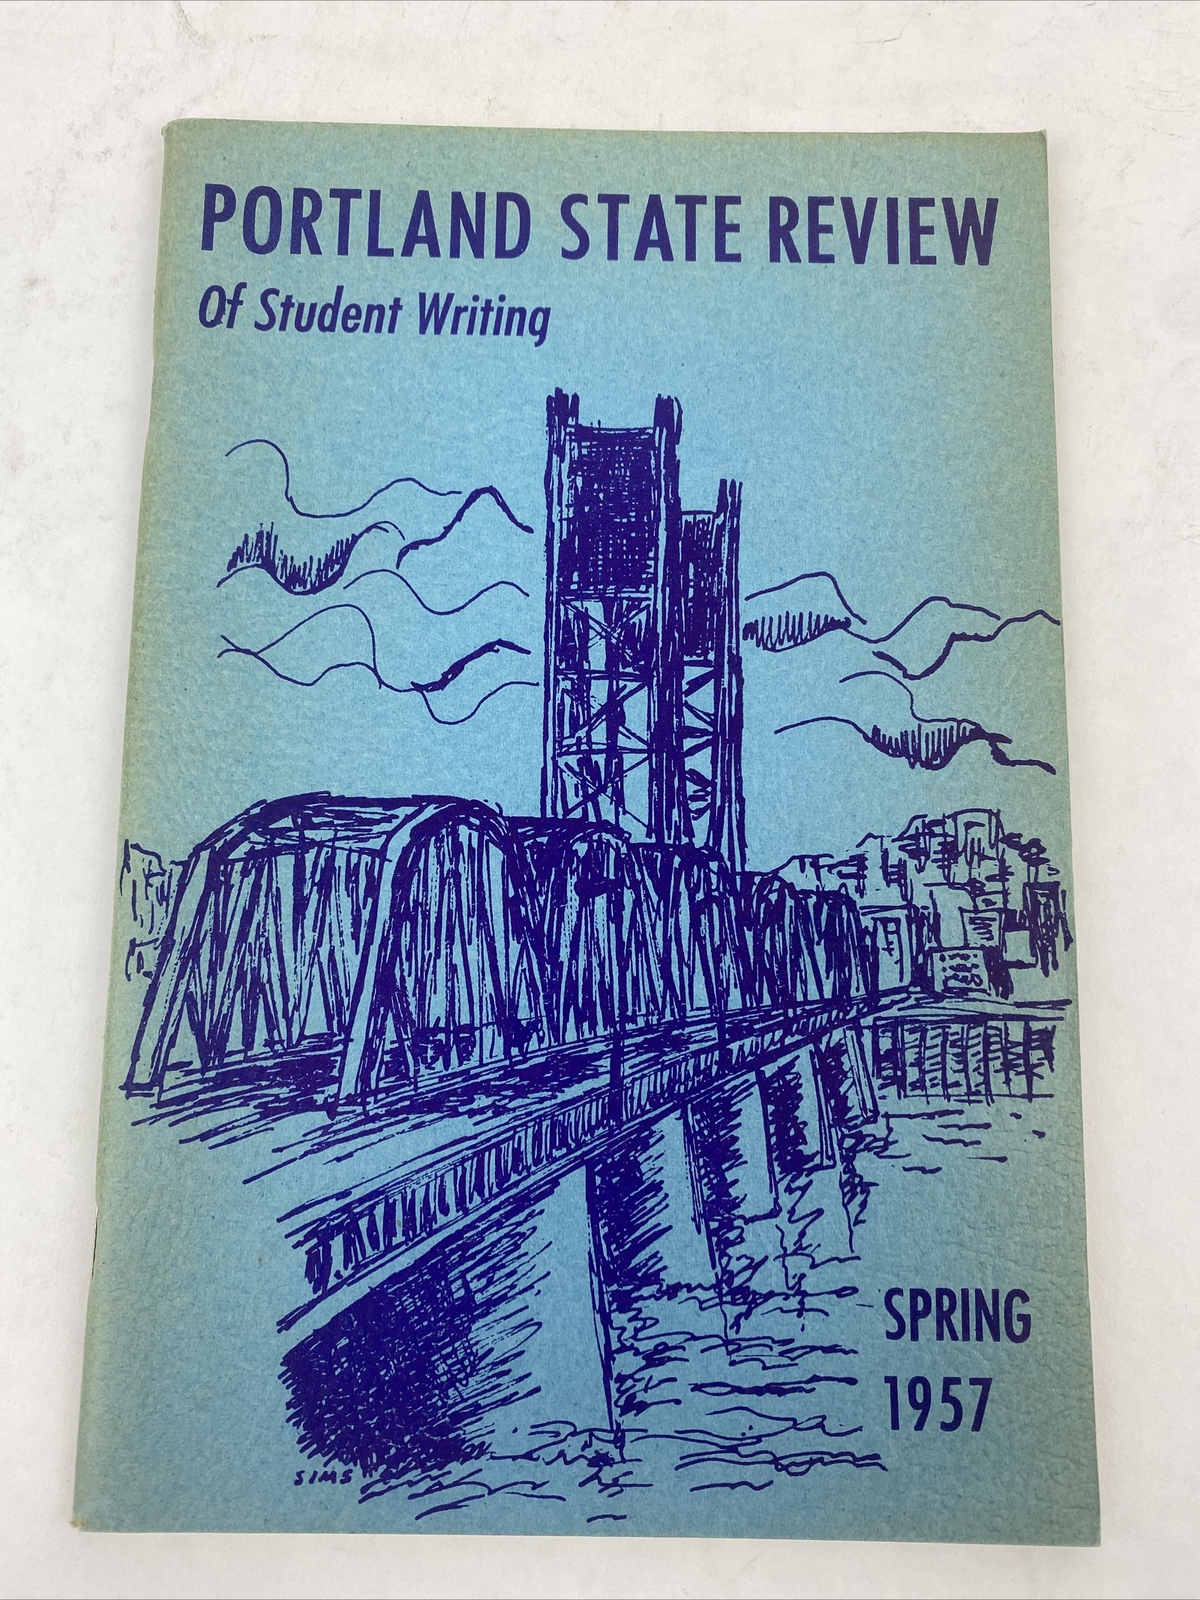 PORTLAND STATE REVIEW
Of Student Writing
SPRING
1957
SIMS